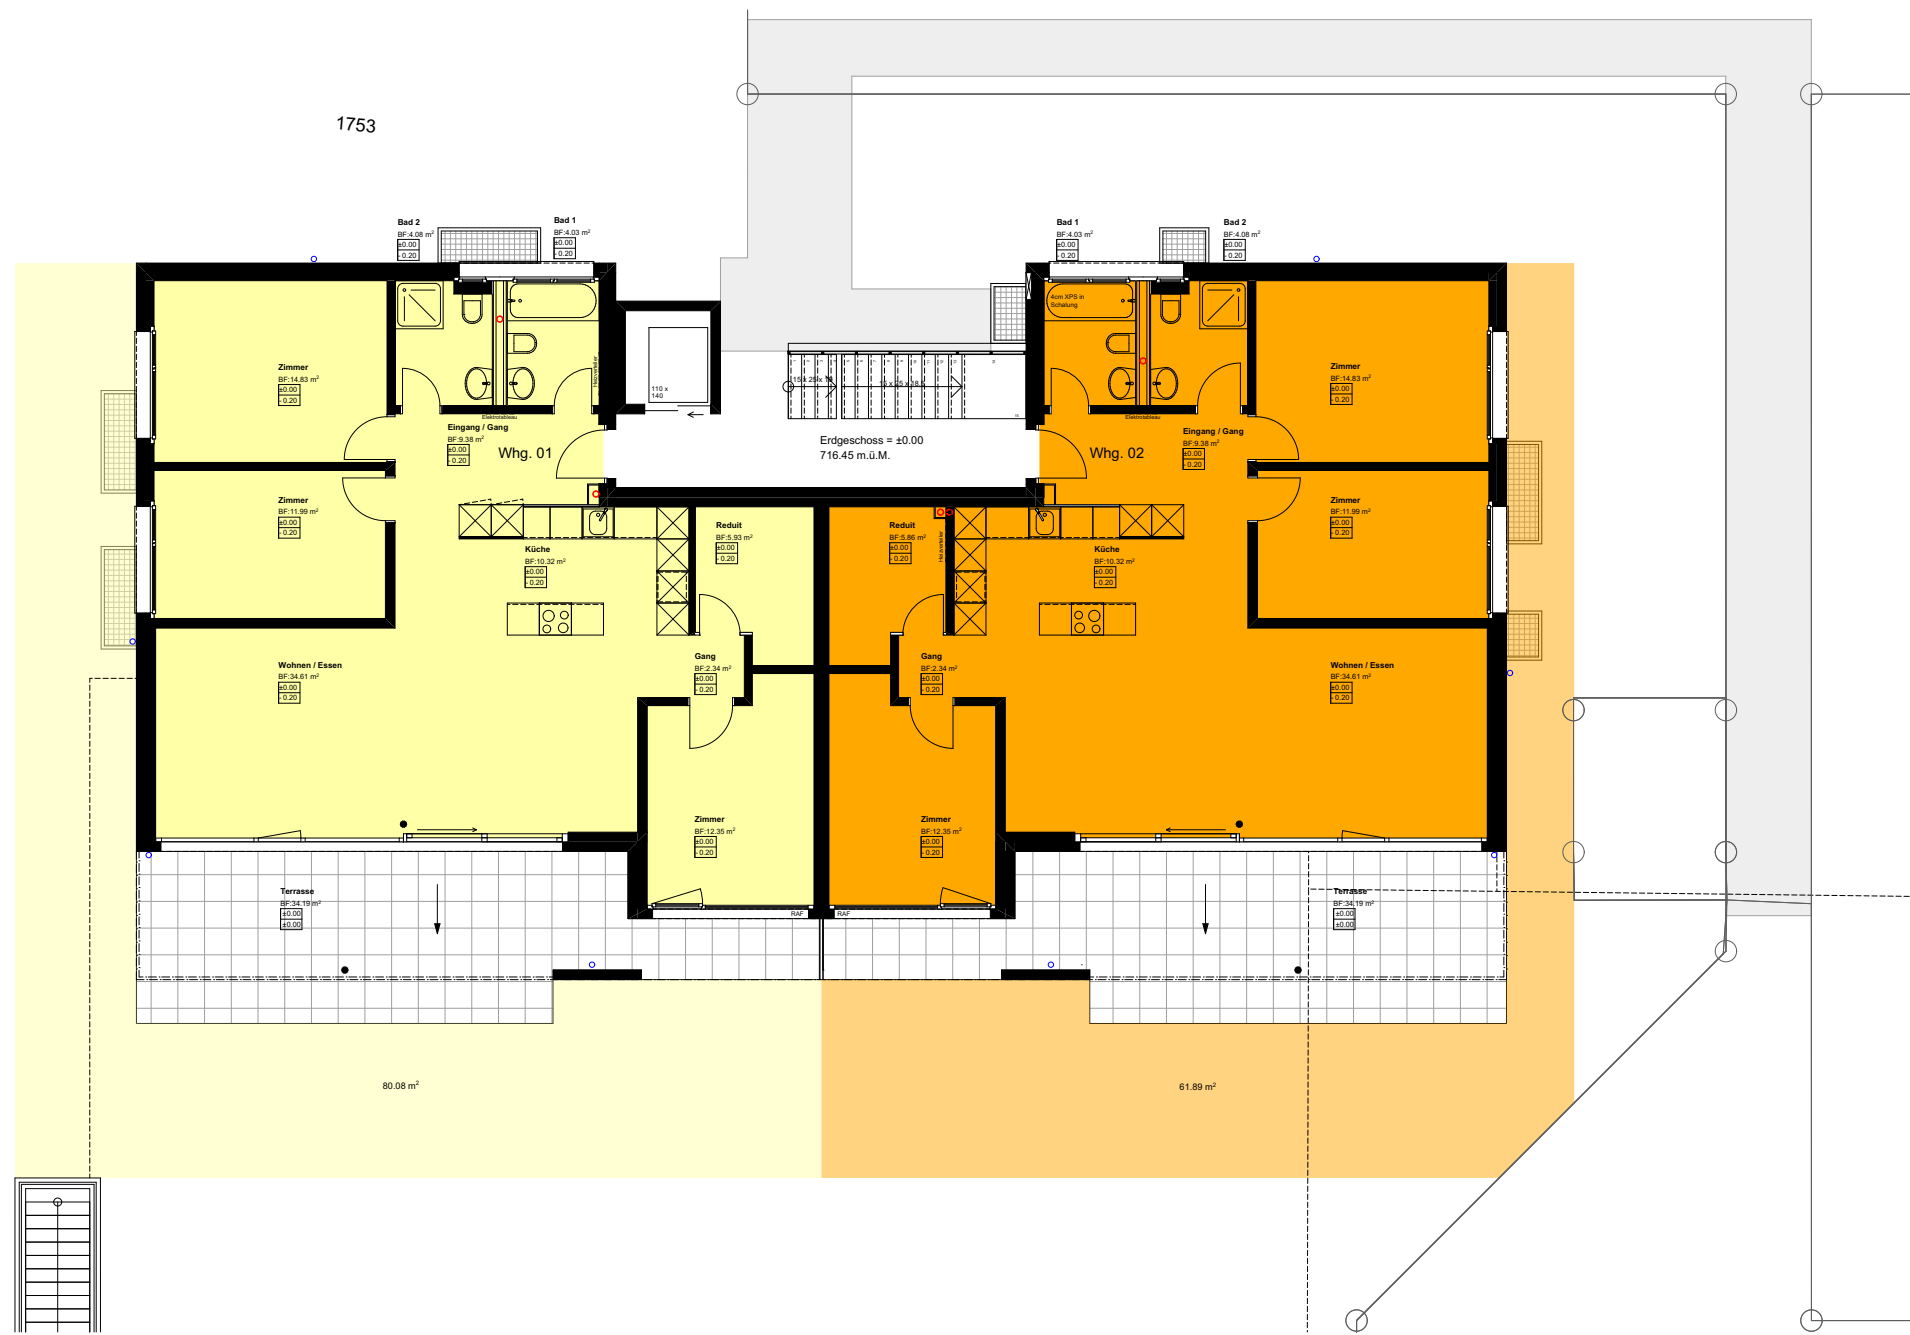 1753
Bad 2
BF:4.08 m²
±0.00
- 0.20
Bad 1
BF:4.03 m²
±0.00
- 0.20
Bad 1
BF:4.03 m²
±0.00
- 0.20
Bad 2
BF:4.08 m²
±0.00
- 0.20
4cm XPS in
Schalung
Zimmer
BF:14.83 m²
±0.00
- 0.20
Heizverteiler
110 x
140
Elektrotableau
Eingang / Gang
BF:9.38 m²
±0.00
- 0.20
Whg. 01
Erdgeschoss = ±0.00
716.45 m.ü.M.
Elektrotableau
Whg. 02
Eingang / Gang
BF:9.38 m²
±0.00
- 0.20
Zimmer
BF:14.83 m²
±0.00
- 0.20
Zimmer
BF:11.99 m²
±0.00
- 0.20
Küche
BF:10.32 m²
±0.00
- 0.20
Reduit
BF:5.93 m²
±0.00
- 0.20
Reduit
BF:5.86 m²
±0.00
- 0.20
Heizverteiler
Küche
BF:10.32 m²
±0.00
- 0.20
Zimmer
BF:11.99 m²
±0.00
- 0.20
Wohnen / Essen
BF:34.61 m²
±0.00
- 0.20
Gang
BF:2.34 m²
±0.00
- 0.20
Gang
BF:2.34 m²
±0.00
- 0.20
Wohnen / Essen
BF:34.61 m²
±0.00
- 0.20
Zimmer
BF:12.35 m²
±0.00
- 0.20
Zimmer
BF:12.35 m²
±0.00
- 0.20
Terrasse
BF:34.19 m²
±0.00
±0.00
RAF
RAF
Terrasse
BF:34.19 m²
±0.00
±0.00
80.08 m²
61.89 m²